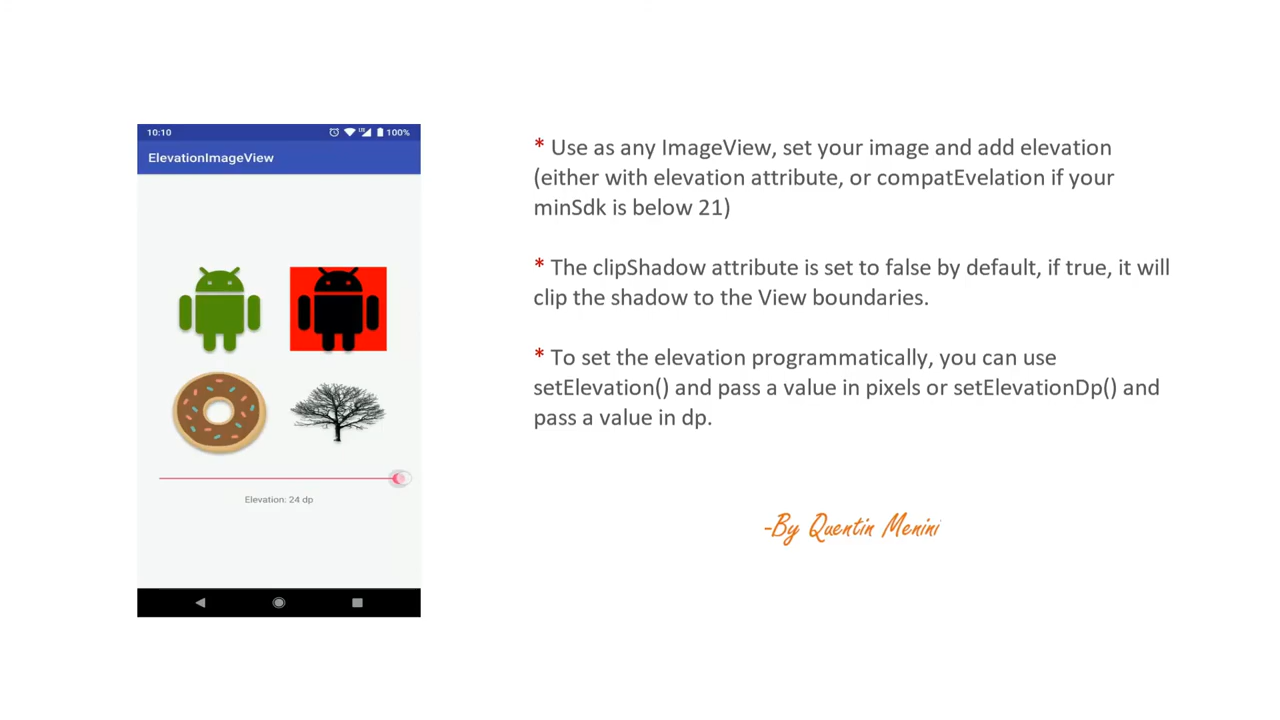 10:10
LTE
100%
ElevationImageView
Elevation: 24 dp
* Use as any ImageView, set your image and add elevation
(either with elevation attribute, or compatEvelation if your
minSdk is below 21)
* The clipShadow attribute is set to false by default, if true, it will
clip the shadow to the View boundaries.
* To set the elevation programmatically, you can use
setElevation() and pass a value in pixels or setElevationDp() and
pass a value in dp.
-By Quentin Menini